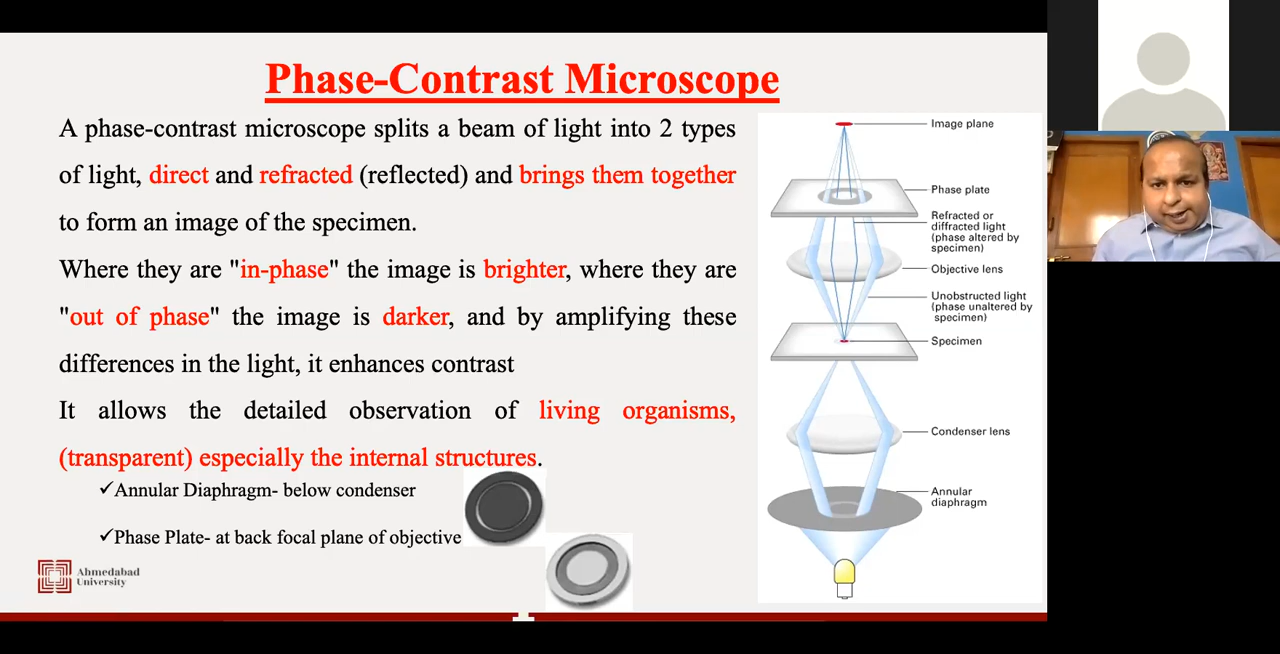 Phase-Contrast Microscope
A phase-contrast microscope splits a beam of light into 2 types
of light, direct and refracted (reflected) and brings them together
to form an image of the specimen.
Where they are "in-phase" the image is brighter, where they are
"out of phase" the image is darker, and by amplifying these
differences in the light, it enhances contrast
It allows the detailed observation of living organisms,
(transparent) especially the internal structures.
✓Annular Diaphragm- below condenser
✓Phase Plate- at back focal plane of objective
Ahmedabad
University
Image plane
Phase plate
Refracted or
diffracted light
(phase altered by
specimen)
Objective lens
Unobstructed light
(phase unaltered by
specimen)
Specimen
Condenser lens
Annular
diaphragm